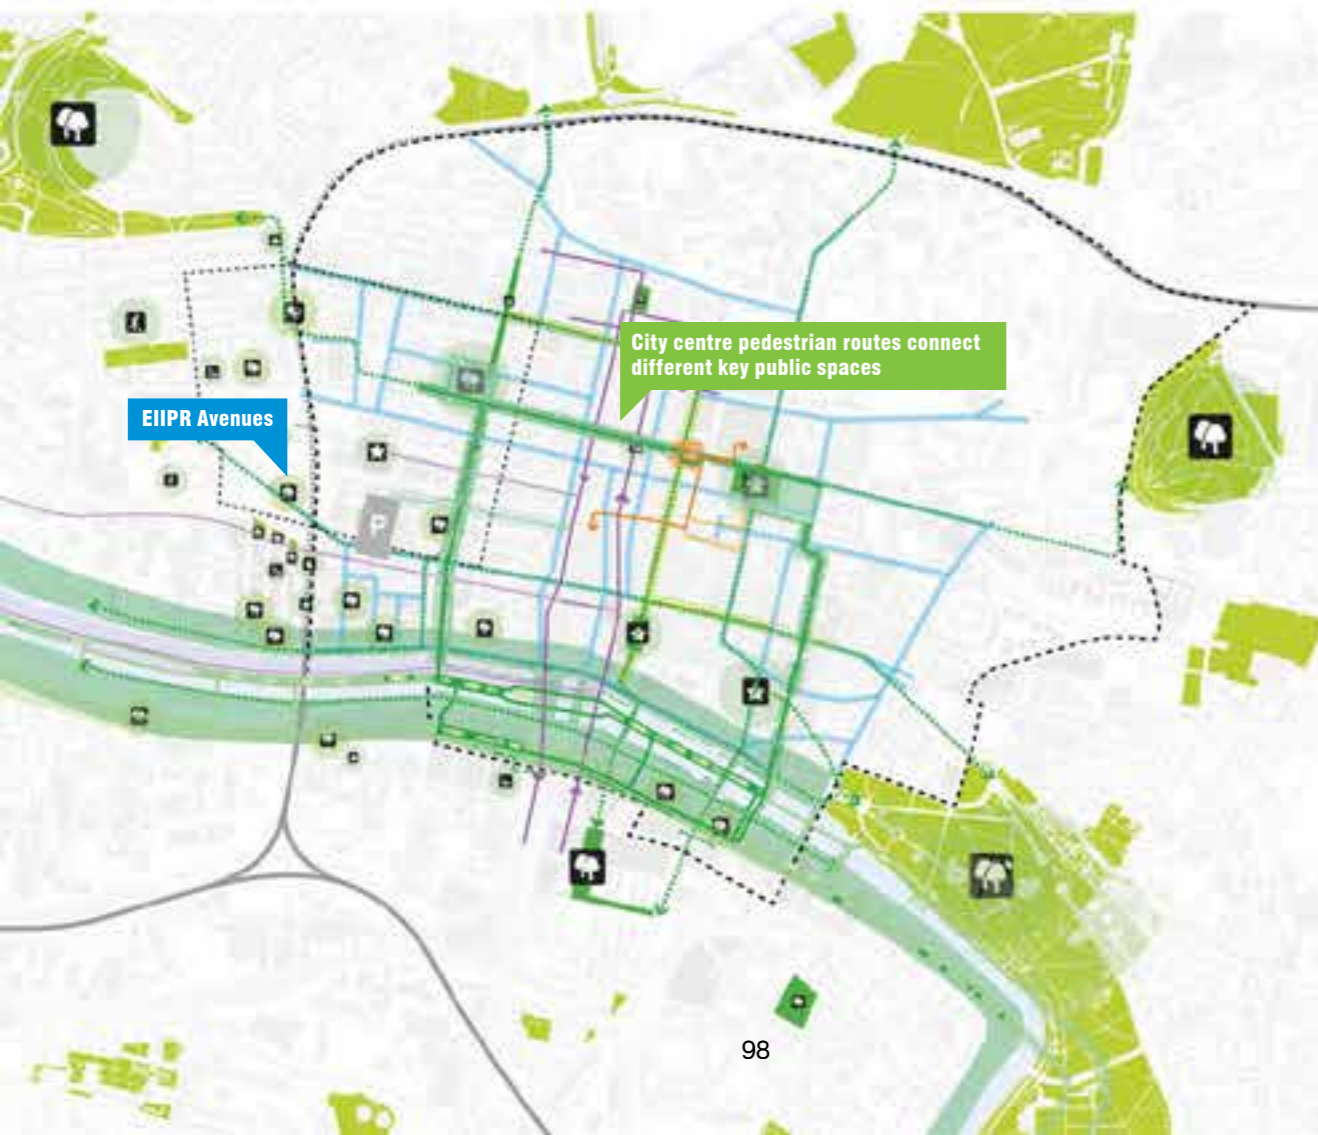 City centre pedestrian routes connect
different key public spaces
EIIPR Avenues
P
98